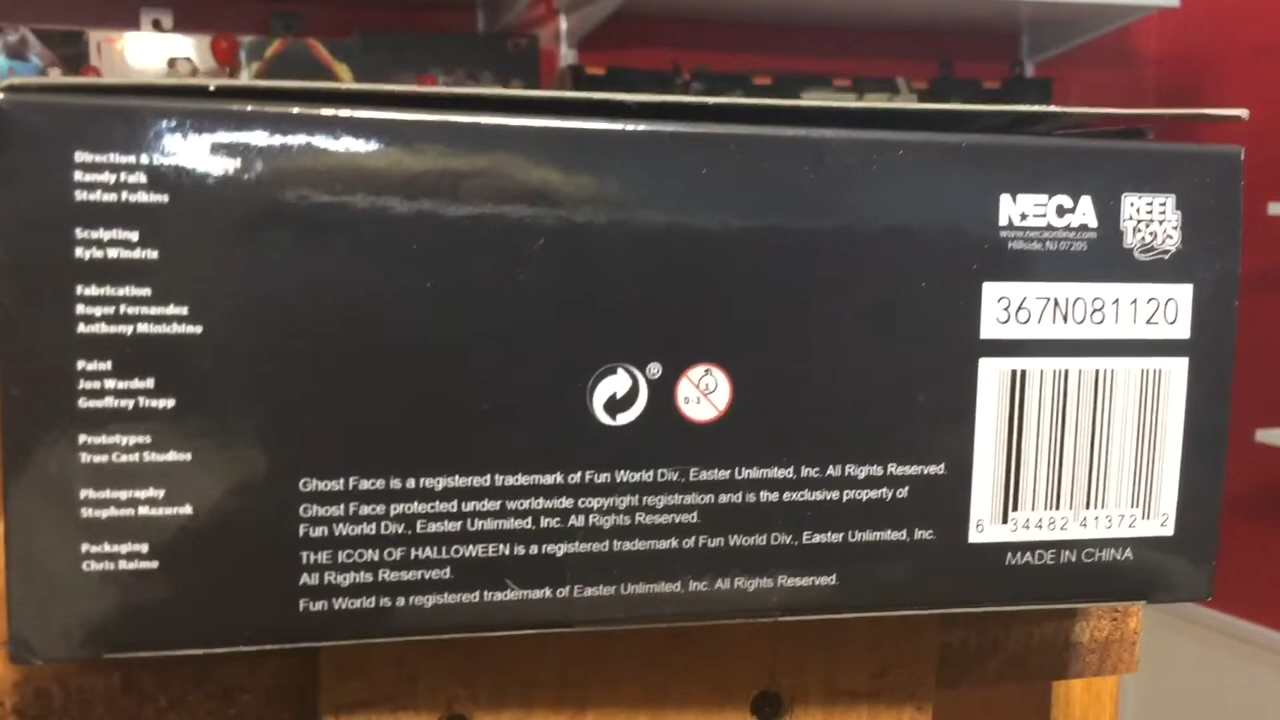 Direction &
Randy Falk
Stefan Folkins
Sculpting
Kyle Windrix
Fabrication
Roger Fernandez
Anthony Minichino
Paint
Jon Wardell
Geoffrey Trapp
Prototypes
True Cast Studios
Photography
Stephen Mazurek
Packaging
Chris Raimo
®
0-3
Ghost Face is a registered trademark of Fun World Div., Easter Unlimited, Inc. All Rights Reserved.
Ghost Face protected under worldwide copyright registration and is the exclusive property of
Fun World Div., Easter Unlimited, Inc. All Rights Reserved.
THE ICON OF HALLOWEEN is a registered trademark of Fun World Div., Easter Unlimited, Inc.
All Rights Reserved.
Fun World is a registered trademark of Easter Unlimited, Inc. All Rights Reserved.
NECA
www.necaonline.com
Hillside, NJ 07205
REEL
TOYS
367N081120
6 34482 41372 2
MADE IN CHINA